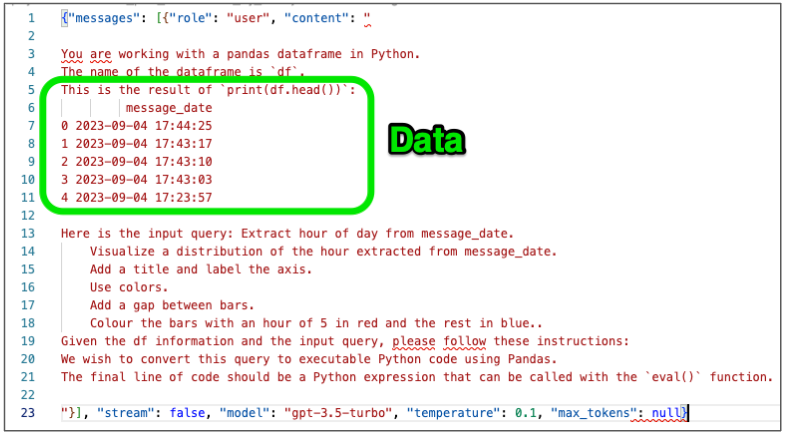 1 {"messages": [{"role": "user", "content": "
2
3 You are working with a pandas dataframe in Python.
4 The name of the dataframe is `df`.
5 This is the result of `print(df.head())`:
6 message_date
7 0 2023-09-04 17:44:25
8 1 2023-09-04 17:43:17
9 2 2023-09-04 17:43:10
10 3 2023-09-04 17:43:03
11 4 2023-09-04 17:23:57
Data
12
13 Here is the input query: Extract hour of day from message_date.
14 Visualize a distribution of the hour extracted from message_date.
15 Add a title and label the axis.
16 Use colors.
17 Add a gap between bars.
18 Colour the bars with an hour of 5 in red and the rest in blue..
19 Given the df information and the input query, please follow these instructions:
20 We wish to convert this query to executable Python code using Pandas.
21 The final line of code should be a Python expression that can be called with the `eval()` function.
22
23 "}], "stream": false, "model": "gpt-3.5-turbo", "temperature": 0.1, "max_tokens": null}